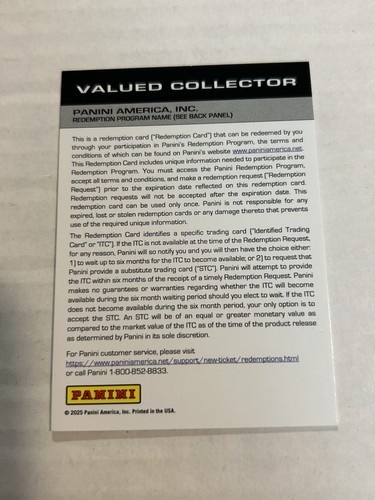 VALUED COLLECTOR
PANINI AMERICA, INC.
REDEMPTION PROGRAM NAME (SEE BACK PANEL)
This is a redemption card ("Redemption Card") that can be redeemed by you
through your participation in Panini's Redemption Program, the terms and
conditions of which can be found on Panini's website www.paniniamerica.net.
This Redemption Card includes unique information needed to participate in the
Redemption Program. You must access the Panini Redemption Program,
accept all terms and conditions, and make a redemption request ("Redemption
Request") prior to the expiration date reflected on this redemption card.
Redemption requests will not be accepted after the expiration date. This
redemption card can be used only once. Panini is not responsible for any
expired, lost or stolen redemption cards or any damage thereto that prevents
use of the required unique information.
The Redemption Card identifies a specific trading card ("Identified Trading
Card" or "ITC"). If the ITC is not available at the time of the Redemption Request,
for any reason, Panini will so notify you and you will then have the choice either:
1) to wait up to six months for the ITC to become available; or 2) to request that
Panini provide a substitute trading card ("STC"). Panini will attempt to provide
the ITC within six months of the receipt of a timely Redemption Request. Panini
makes no guarantees or warranties regarding whether the ITC will become
available during the six month waiting period should you elect to wait. If the ITC
does not become available during the six month period, your only option is to
accept the STC. An STC will be of an equal or greater monetary value as
compared to the market value of the ITC as of the time of the product release
as determined by Panini in its sole discretion.
For Panini customer service, please visit
https://www.paniniamerica.net/support/new-ticket/redemptions.html
or call Panini 1-800-852-8833.
PANINI
© 2025 Panini America, Inc. Printed in the USA.